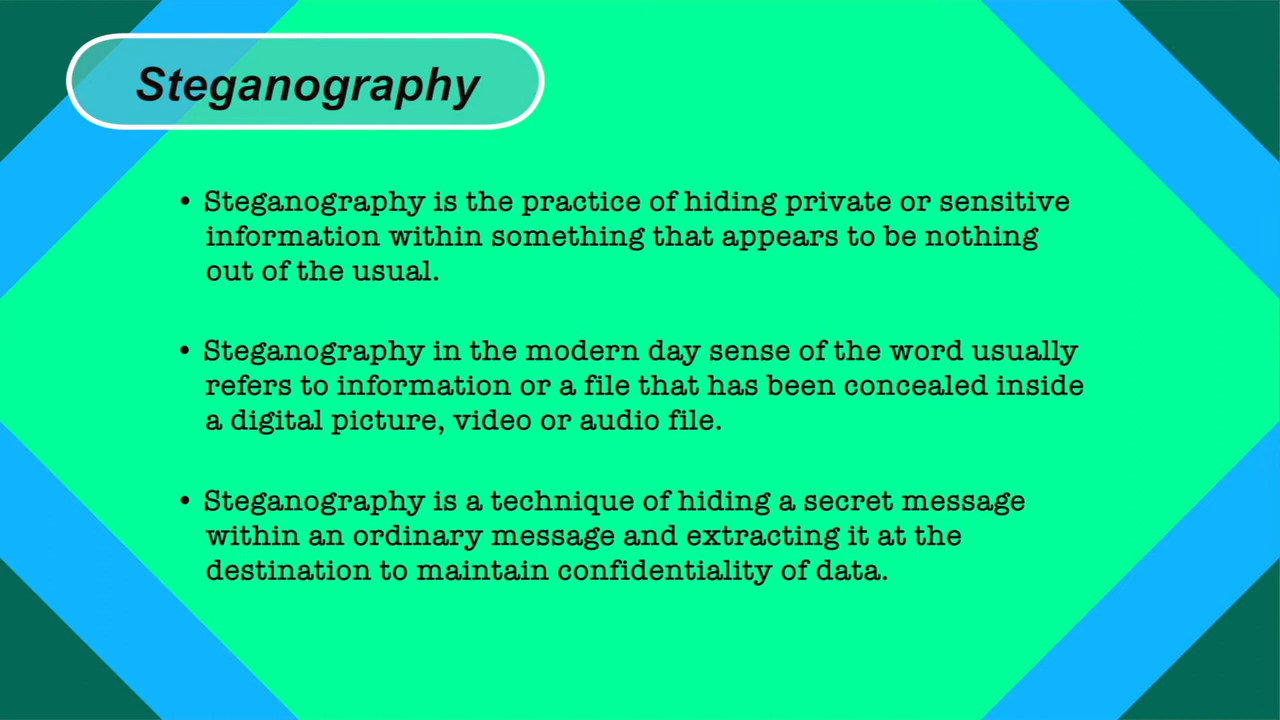 Steganography
• Steganography is the practice of hiding private or sensitive
information within something that appears to be nothing
out of the usual.
• Steganography in the modern day sense of the word usually
refers to information or a file that has been concealed inside
a digital picture, video or audio file.
• Steganography is a technique of hiding a secret message
within an ordinary message and extracting it at the
destination to maintain confidentiality of data.